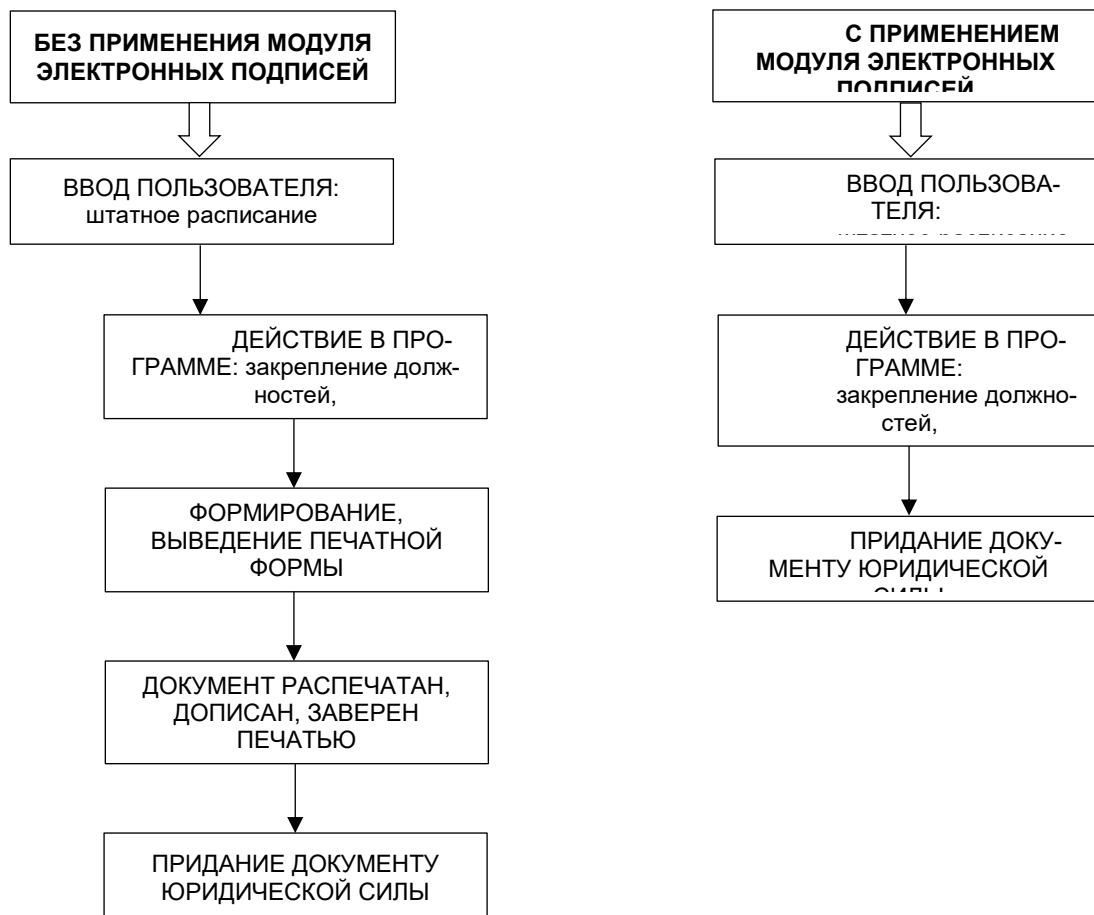 БЕЗ ПРИМЕНЕНИЯ МОДУЛЯ
ЭЛЕКТРОННЫХ ПОДПИСЕЙ
ВВОД ПОЛЬЗОВАТЕЛЯ:
штатное расписание
ДЕЙСТВИЕ В ПРО-
ГРАММЕ: закрепление долж-
ностей,
ФОРМИРОВАНИЕ,
ВЫВЕДЕНИЕ ПЕЧАТНОЙ
ФОРМЫ
ДОКУМЕНТ РАСПЕЧАТАН,
ДОПИСАН, ЗАВЕРЕН
ПЕЧАТЬЮ
ПРИДАНИЕ ДОКУМЕНТУ
ЮРИДИЧЕСКОЙ СИЛЫ
С ПРИМЕНЕНИЕМ
МОДУЛЯ ЭЛЕКТРОННЫХ
ПОДПИСЕЙ
ВВОД ПОЛЬЗОВА-
ТЕЛЯ:
ДЕЙСТВИЕ В ПРО-
ГРАММЕ:
закрепление должно-
стей,
ПРИДАНИЕ ДОКУ-
МЕНТУ ЮРИДИЧЕСКОЙ
СИЛЫ